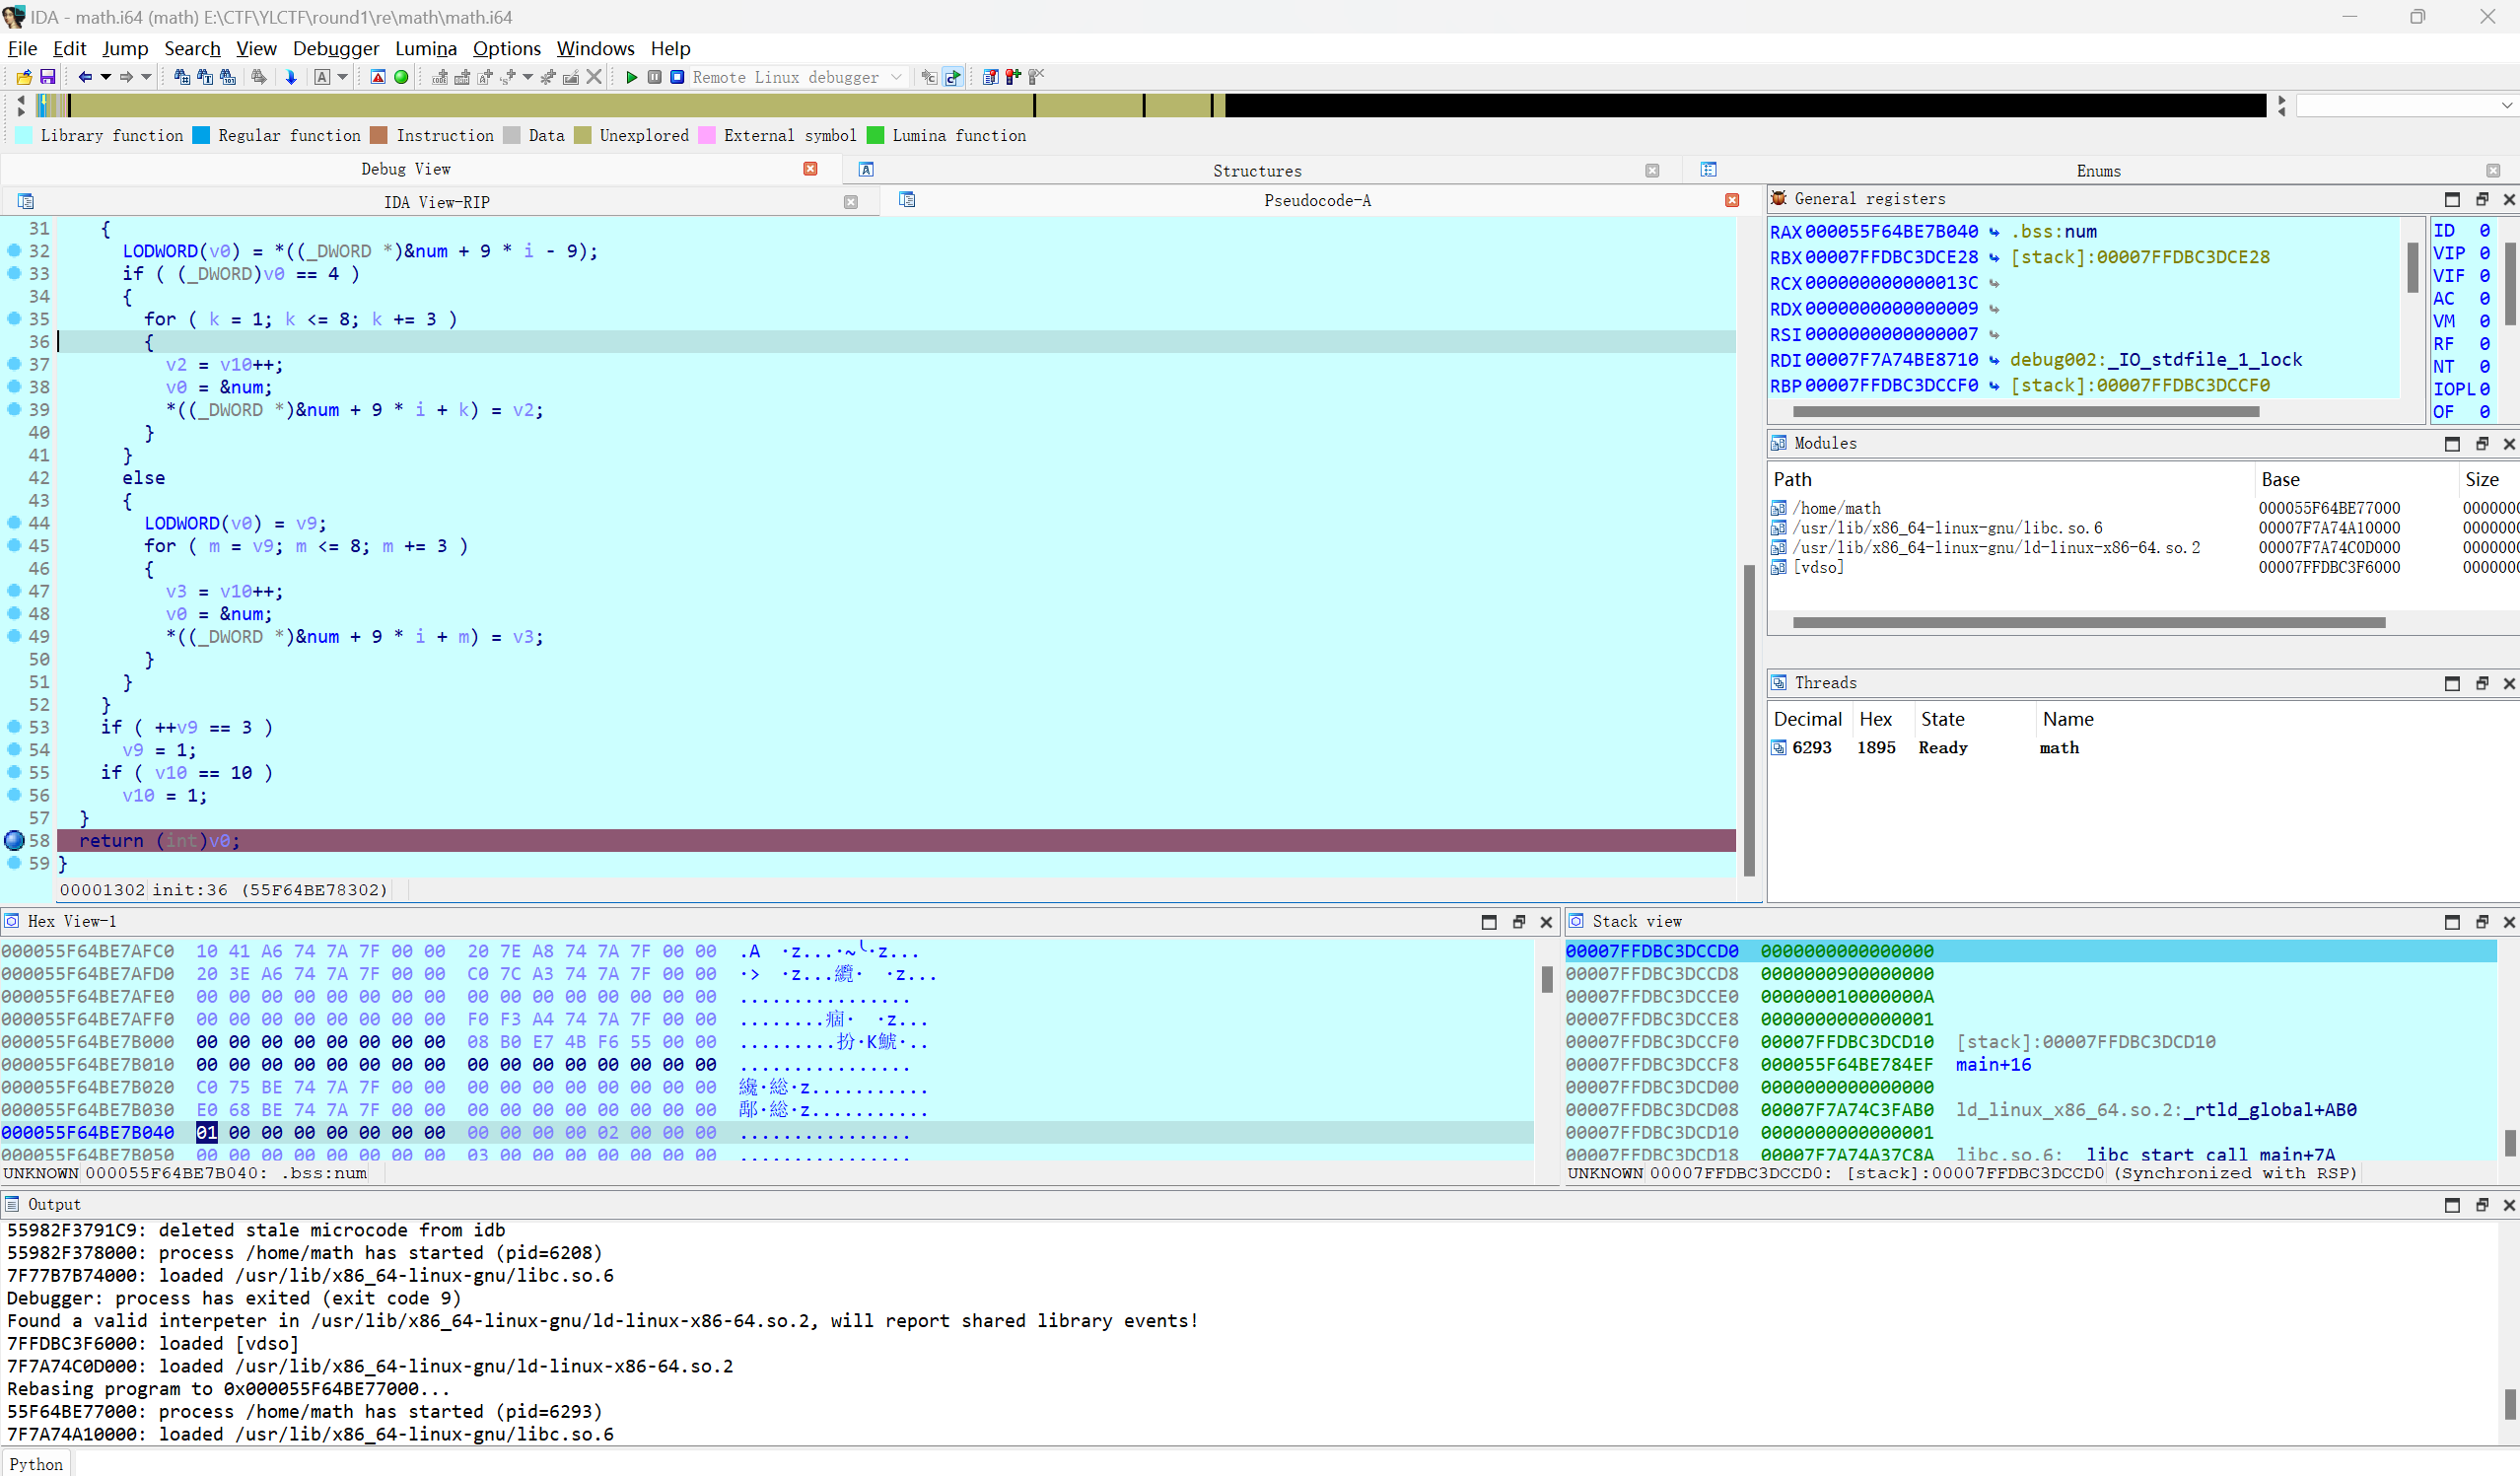 IDA - math.i64 (math) E:\CTF\YLCTF\round1\re\math\math.i64
File Edit Jump Search View Debugger Lumina Options Windows Help
Remote Linux debugger
Library function Regular function Instruction Data Unexplored External symbol Lumina function
Debug View Structures Enums
IDA View-RIP Pseudocode-A
31 {
32 LODWORD(v0) = *((_DWORD *)&num + 9 * i - 9);
33 if ( (_DWORD)v0 == 4 )
34 {
35 for ( k = 1; k <= 8; k += 3 )
36 {
37 v2 = v10++;
38 v0 = &num;
39 *((_DWORD *)&num + 9 * i + k) = v2;
40 }
41 }
42 else
43 {
44 LODWORD(v0) = v9;
45 for ( m = v9; m <= 8; m += 3 )
46 {
47 v3 = v10++;
48 v0 = &num;
49 *((_DWORD *)&num + 9 * i + m) = v3;
50 }
51 }
52 }
53 if ( ++v9 == 3 )
54 v9 = 1;
55 if ( v10 == 10 )
56 v10 = 1;
57 }
58 return (int)v0;
59 }
00001302 init:36 (55F64BE78302)
General registers
RAX 000055F64BE7B040 .bss:num
RBX 00007FFDBC3DCE28 [stack]:00007FFDBC3DCE28
RCX 000000000000013C
RDX 0000000000000009
RSI 0000000000000007
RDI 00007F7A74BE8710 debug002:_IO_stdfile_1_lock
RBP 00007FFDBC3DCCF0 [stack]:00007FFDBC3DCCF0
ID 0
VIP 0
VIF 0
AC 0
VM 0
RF 0
NT 0
IOPL 0
OF 0
Modules
Path Base Size
/home/math 000055F64BE77000
/usr/lib/x86_64-linux-gnu/libc.so.6 00007F7A74A10000
/usr/lib/x86_64-linux-gnu/ld-linux-x86-64.so.2 00007F7A74C0D000
[vdso] 00007FFDBC3F6000
Threads
Decimal Hex State Name
6293 1895 Ready math
Hex View-1
000055F64BE7AFC0 10 41 A6 74 7A 7F 00 00 20 7E A8 74 7A 7F 00 00
000055F64BE7AFD0 20 3E A6 74 7A 7F 00 00 C0 7C A3 74 7A 7F 00 00
000055F64BE7AFE0 00 00 00 00 00 00 00 00 00 00 00 00 00 00 00 00 ................
000055F64BE7AFF0 00 00 00 00 00 00 00 00 F0 F3 A4 74 7A 7F 00 00
000055F64BE7B000 00 00 00 00 00 00 00 00 08 B0 E7 4B F6 55 00 00
000055F64BE7B010 00 00 00 00 00 00 00 00 00 00 00 00 00 00 00 00 ................
000055F64BE7B020 C0 75 BE 74 7A 7F 00 00 00 00 00 00 00 00 00 00
000055F64BE7B030 E0 68 BE 74 7A 7F 00 00 00 00 00 00 00 00 00 00
000055F64BE7B040 01 00 00 00 00 00 00 00 00 00 00 00 02 00 00 00 ................
000055F64BE7B050 00 00 00 00 00 00 00 00 03 00 00 00 00 00 00 00 ................
UNKNOWN 000055F64BE7B040: .bss:num
Stack view
00007FFDBC3DCCD0 0000000000000000
00007FFDBC3DCCD8 0000000900000000
00007FFDBC3DCCE0 000000010000000A
00007FFDBC3DCCE8 0000000000000001
00007FFDBC3DCCF0 00007FFDBC3DCD10 [stack]:00007FFDBC3DCD10
00007FFDBC3DCCF8 000055F64BE784EF main+16
00007FFDBC3DCD00 0000000000000000
00007FFDBC3DCD08 00007F7A74C3FAB0 ld_linux_x86_64.so.2:_rtld_global+AB0
00007FFDBC3DCD10 0000000000000001
00007FFDBC3DCD18 00007F7A74A37C8A libc.so.6:__libc_start_call_main+7A
UNKNOWN 00007FFDBC3DCCD0: [stack]:00007FFDBC3DCCD0 (Synchronized with RSP)
Output
55982F3791C9: deleted stale microcode from idb
55982F378000: process /home/math has started (pid=6208)
7F77B7B74000: loaded /usr/lib/x86_64-linux-gnu/libc.so.6
Debugger: process has exited (exit code 9)
Found a valid interpeter in /usr/lib/x86_64-linux-gnu/ld-linux-x86-64.so.2, will report shared library events!
7FFDBC3F6000: loaded [vdso]
7F7A74C0D000: loaded /usr/lib/x86_64-linux-gnu/ld-linux-x86-64.so.2
Rebasing program to 0x000055F64BE77000...
55F64BE77000: process /home/math has started (pid=6293)
7F7A74A10000: loaded /usr/lib/x86_64-linux-gnu/libc.so.6
Python